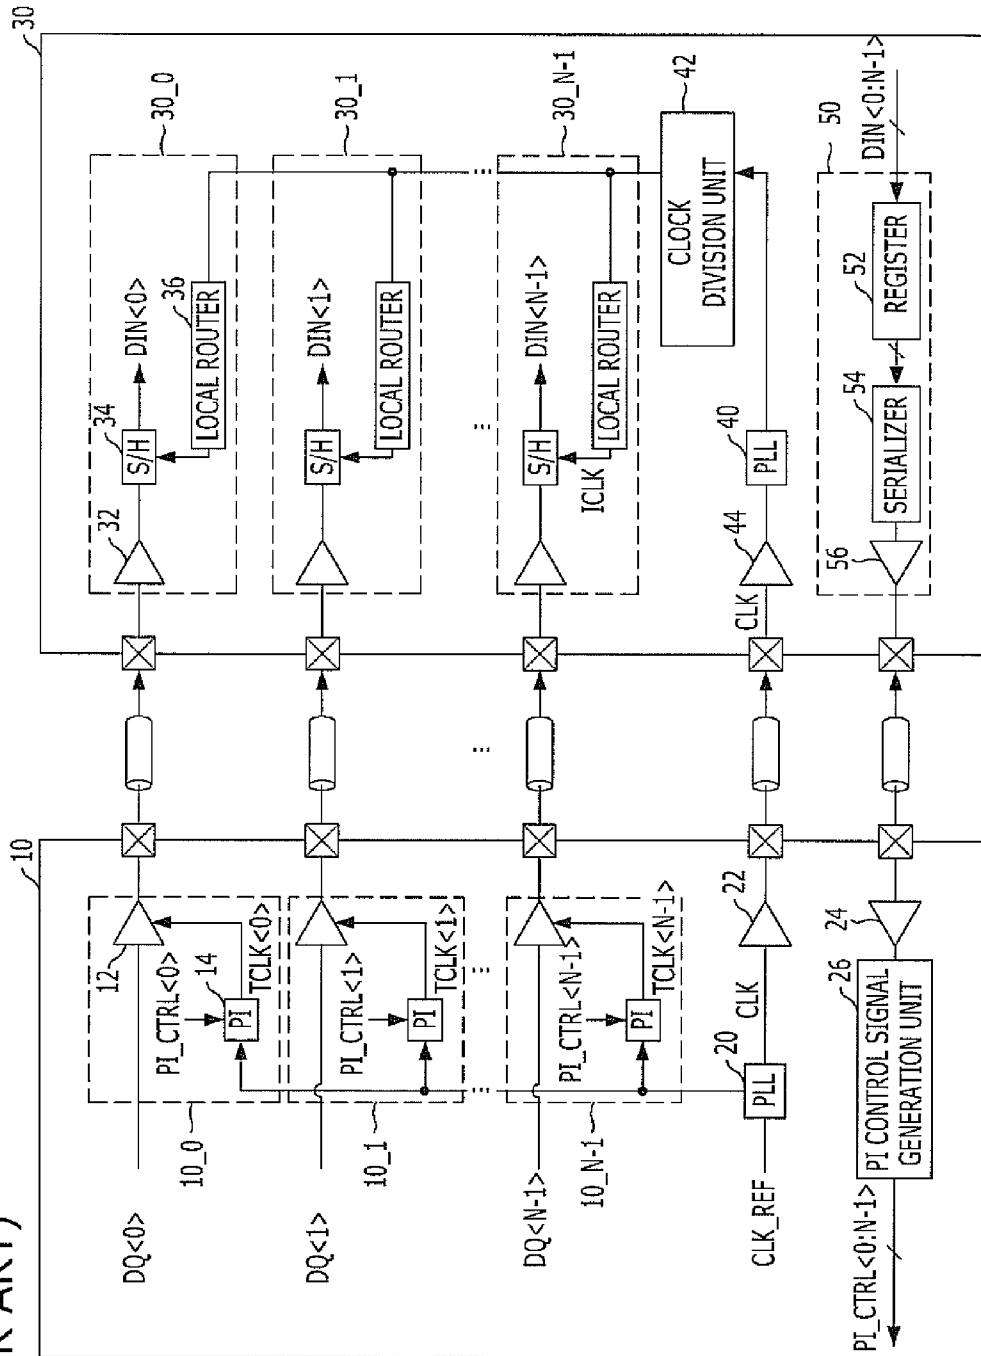 R ART)
10
30
DQ<0>
12
PI_CTRL<0>
14
PI
TCLK<0>
10_0
DQ<1>
PI_CTRL<1>
PI
TCLK<1>
10_1
...
DQ<N-1>
PI_CTRL<N-1>
PI
TCLK<N-1>
10_N-1
CLK_REF
20
PLL
CLK
22
24
26
PI CONTROL SIGNAL
GENERATION UNIT
PI_CTRL<0:N-1>
...
32
34
S/H
DIN<0>
36
LOCAL ROUTER
30_0
S/H
DIN<1>
LOCAL ROUTER
30_1
...
S/H
DIN<N-1>
ICLK
LOCAL ROUTER
30_N-1
CLK
44
40
PLL
42
CLOCK
DIVISION UNIT
50
56
54
SERIALIZER
52
REGISTER
DIN<0:N-1>